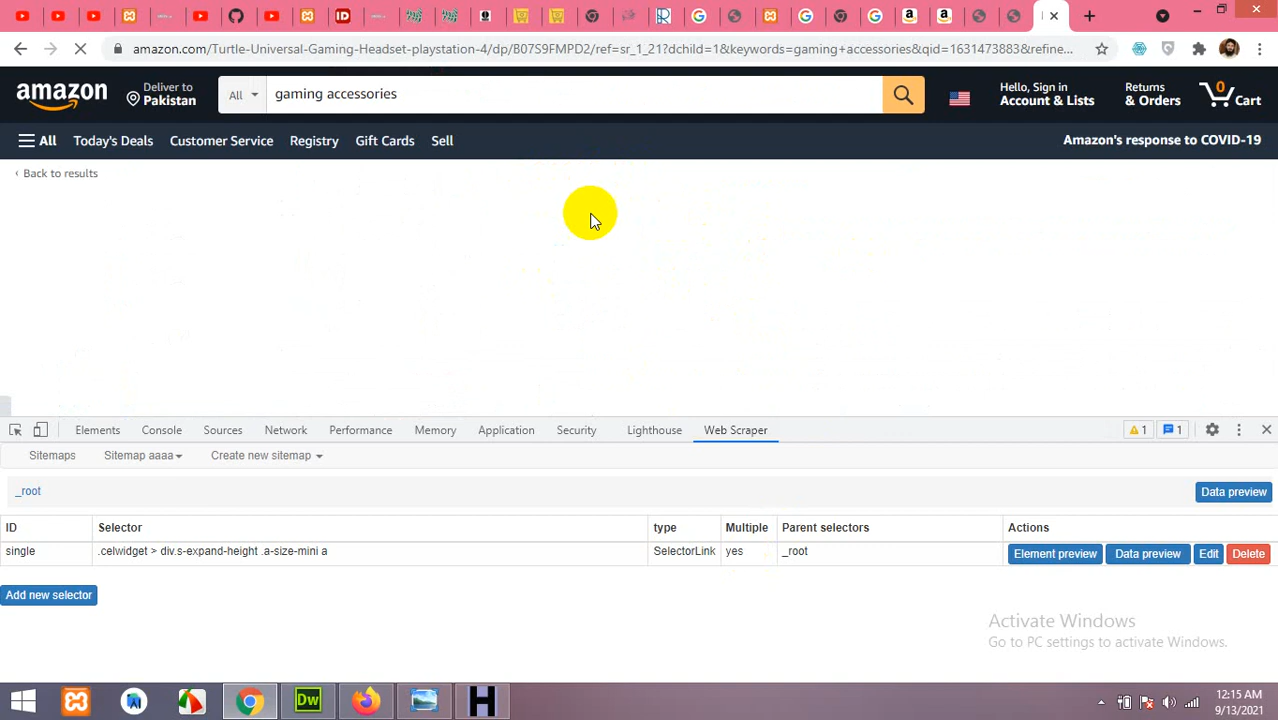 amazon.com/Turtle-Universal-Gaming-Headset-playstation-4/dp/B07S9FMPD2/ref=sr_1_21?dchild=1&keywords=gaming+accessories&qid=1631473883&refine...
amazon
Deliver to
Pakistan
All
gaming accessories
Hello, Sign in
Account & Lists
Returns
& Orders
0
Cart
All
Today's Deals
Customer Service
Registry
Gift Cards
Sell
Amazon's response to COVID-19
‹ Back to results
Elements
Console
Sources
Network
Performance
Memory
Application
Security
Lighthouse
Web Scraper
1
1
Sitemaps
Sitemap aaaa
Create new sitemap
_root
Data preview
ID
Selector
type
Multiple
Parent selectors
Actions
single
.celwidget > div.s-expand-height .a-size-mini a
SelectorLink
yes
_root
Element preview
Data preview
Edit
Delete
Add new selector
Activate Windows
Go to PC settings to activate Windows.
Dw
H
12:15 AM
9/13/2021